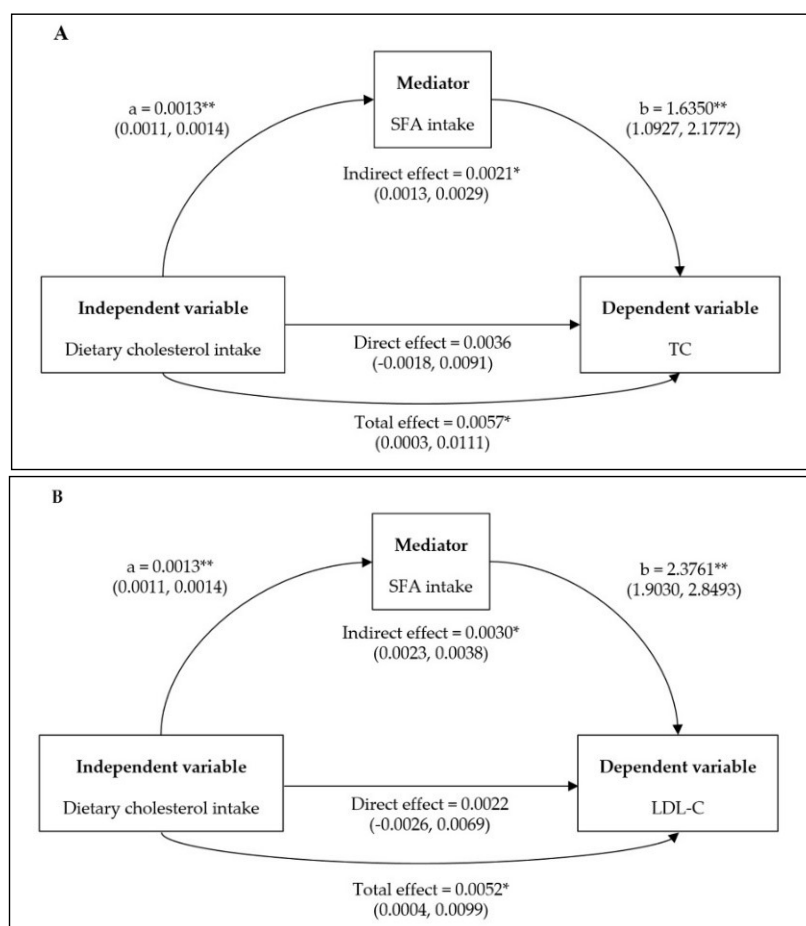 A
Mediator
SFA intake
a = 0.0013**
(0.0011, 0.0014)
b = 1.6350**
(1.0927, 2.1772)
Indirect effect = 0.0021*
(0.0013, 0.0029)
Independent variable
Dietary cholesterol intake
Dependent variable
TC
Direct effect = 0.0036
(-0.0018, 0.0091)
Total effect = 0.0057*
(0.0003, 0.0111)
B
Mediator
SFA intake
a = 0.0013**
(0.0011, 0.0014)
b = 2.3761**
(1.9030, 2.8493)
Indirect effect = 0.0030*
(0.0023, 0.0038)
Independent variable
Dietary cholesterol intake
Dependent variable
LDL-C
Direct effect = 0.0022
(-0.0026, 0.0069)
Total effect = 0.0052*
(0.0004, 0.0099)